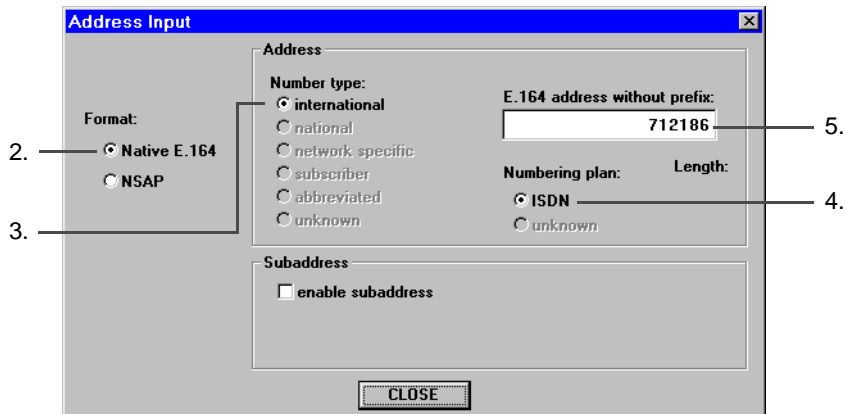 Address Input
Address
Number type:
international
national
network specific
subscriber
abbreviated
unknown
E.164 address without prefix:
712186
Numbering plan:
Length:
ISDN
unknown
Format:
Native E.164
NSAP
2.
3.
4.
5.
Subaddress
enable subaddress
CLOSE